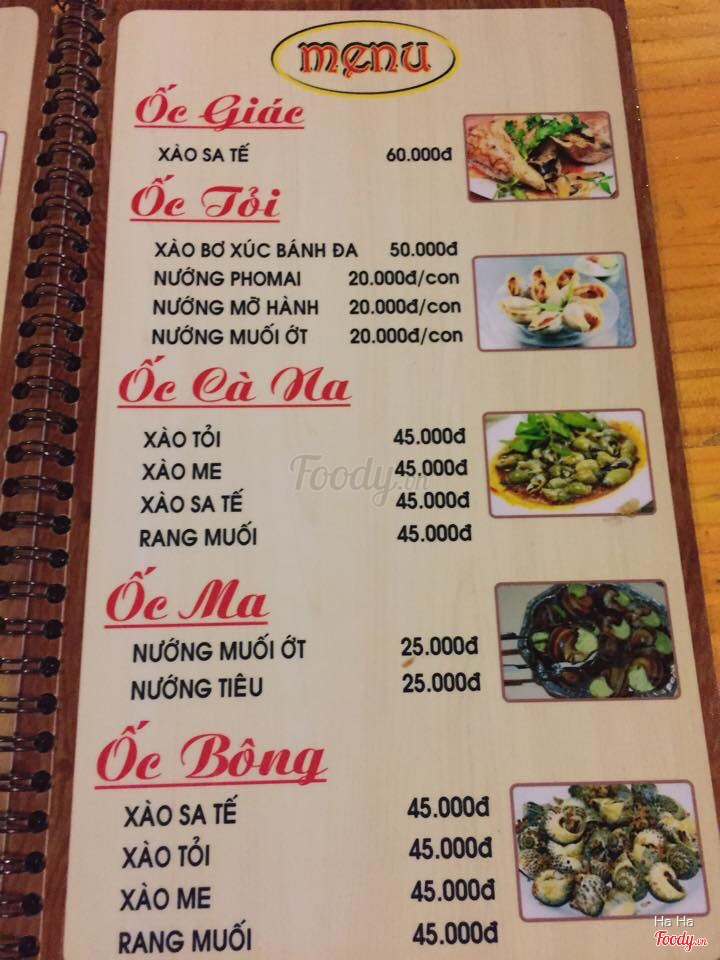 menu
Ốc Giác
XÀO SA TẾ 60.000đ
Ốc Tỏi
XÀO BƠ XÚC BÁNH ĐA 50.000đ
NƯỚNG PHOMAI 20.000đ/con
NƯỚNG MỠ HÀNH 20.000đ/con
NƯỚNG MUỐI ỚT 20.000đ/con
Ốc Cà Na
XÀO TỎI 45.000đ
XÀO ME 45.000đ
Foody.vn
XÀO SA TẾ 45.000đ
RANG MUỐI 45.000đ
Ốc Ma
NƯỚNG MUỐI ỚT 25.000đ
NƯỚNG TIÊU 25.000đ
Ốc Bông
XÀO SA TẾ 45.000đ
XÀO TỎI 45.000đ
XÀO ME 45.000đ
RANG MUỐI 45.000đ
Ha Ha
Foody.vn